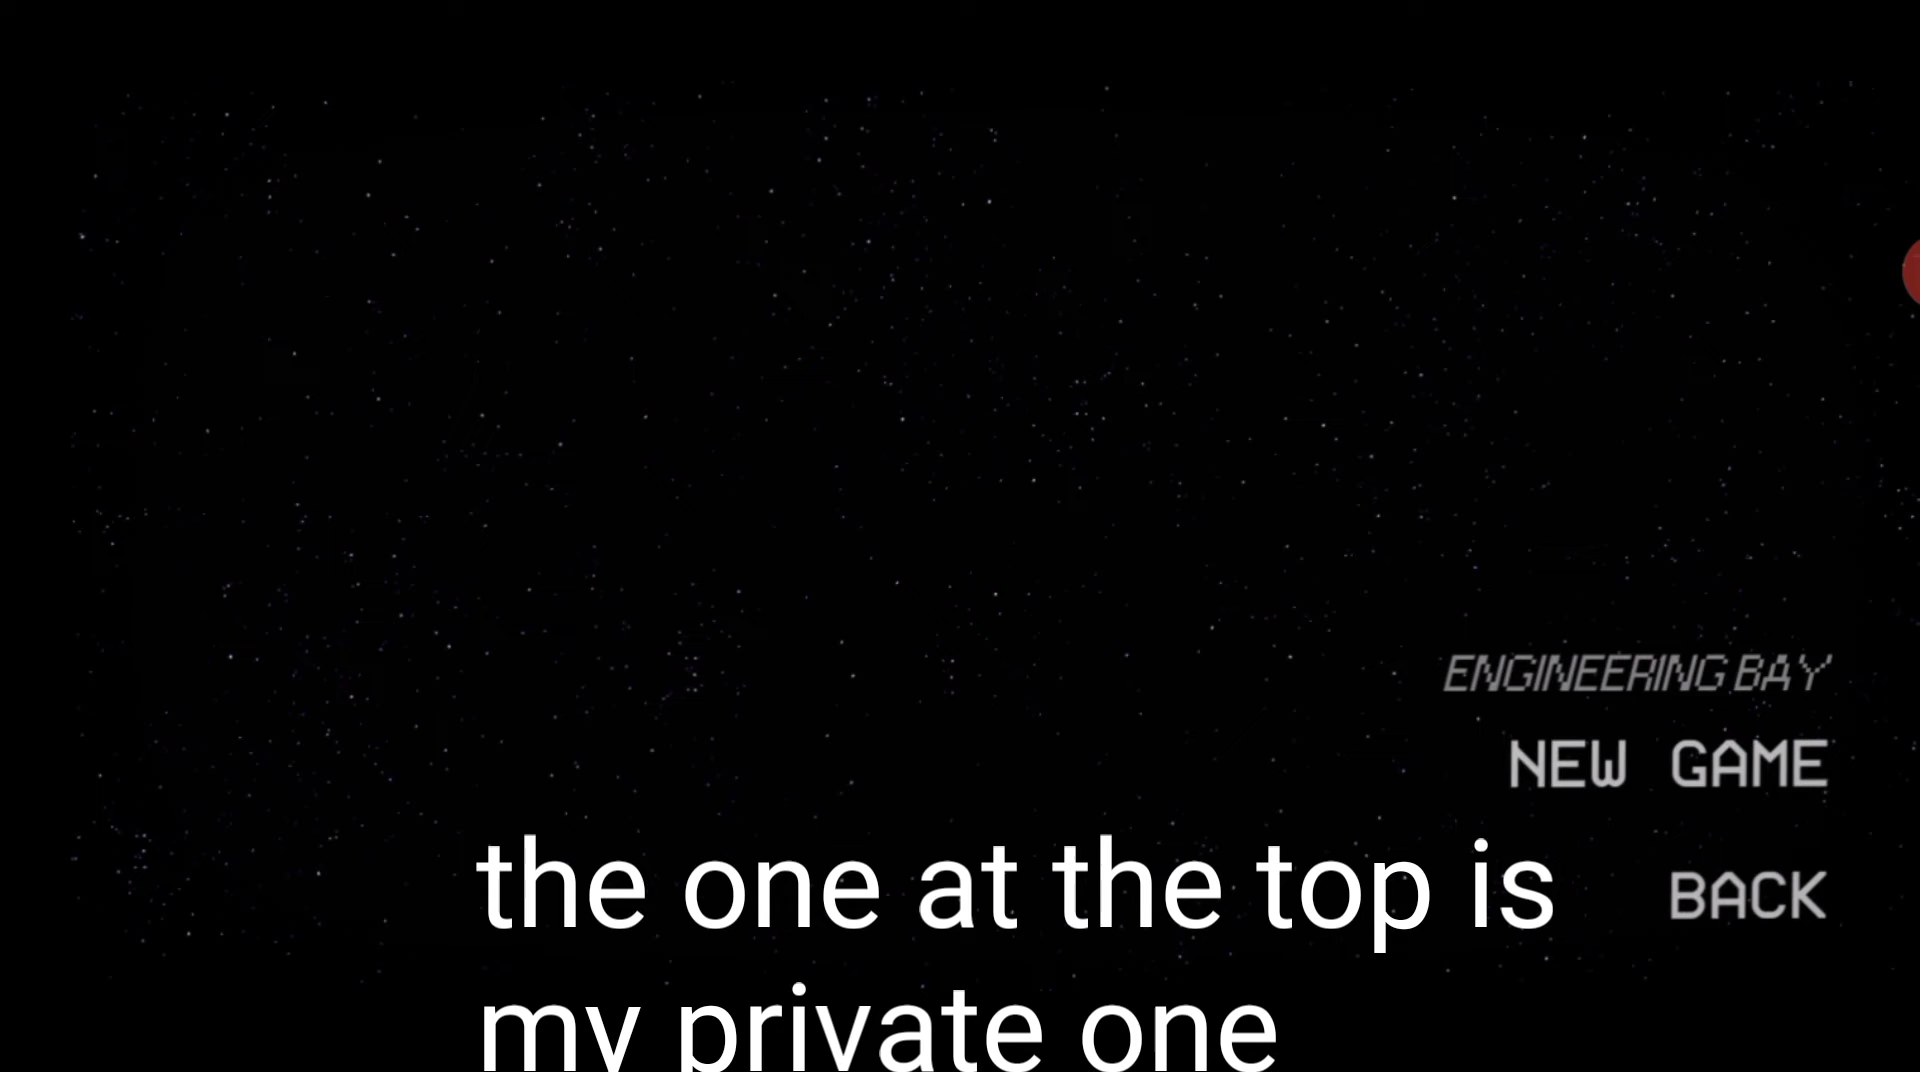 ENGINEERING BAY
NEW GAME
BACK
the one at the top is
my private one